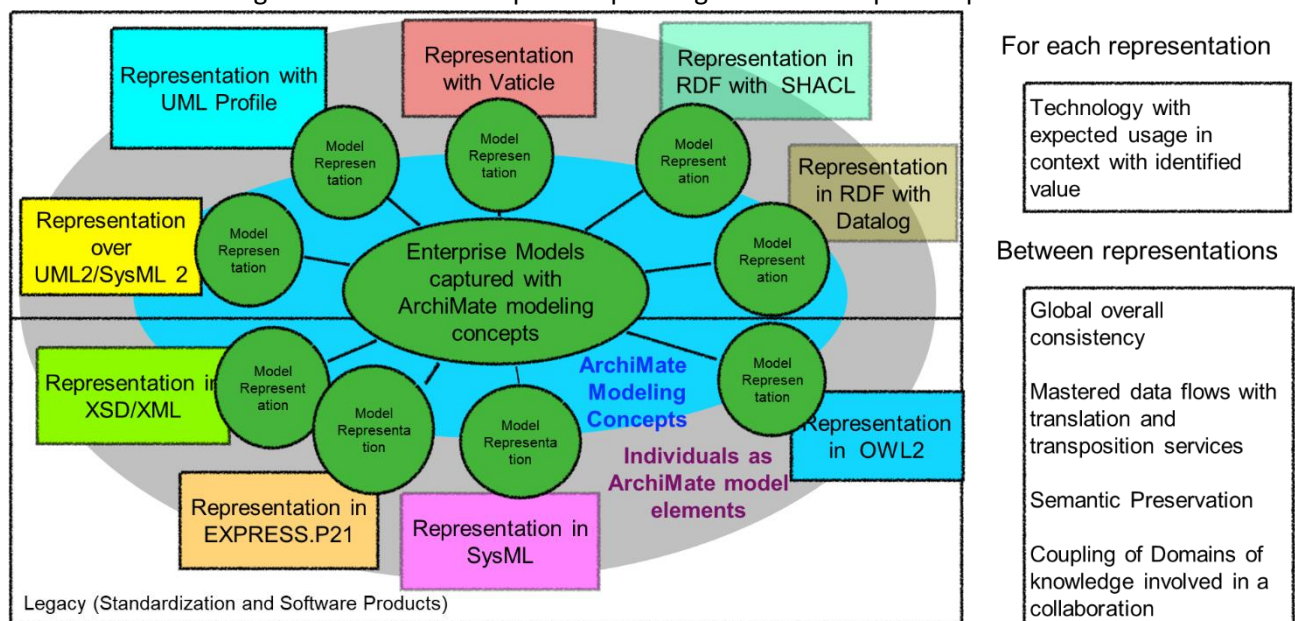 Representation
with UML Profile
Representation
with Vaticle
Representation in
RDF with SHACL
Representation
in RDF with
Datalog
Representation
over
UML2/SysML 2
Representation in
XSD/XML
Representation in
EXPRESS.P21
Representation in
SysML
Representation
in OWL2
Model
Represen
tation
Model
Represen
tation
Model
Represent
ation
Model
Represen
tation
Model
Represent
ation
Enterprise Models
captured with
ArchiMate modeling
concepts
Model
Represent
ation
Model
Representa
tion
Model
Representa
tion
Model
Represen
tation
ArchiMate
Modeling
Concepts
Individuals as
ArchiMate model
elements
Legacy (Standardization and Software Products)
For each representation
Technology with
expected usage in
context with identified
value
Between representations
Global overall
consistency
Mastered data flows with
translation and
transposition services
Semantic Preservation
Coupling of Domains of
knowledge involved in a
collaboration